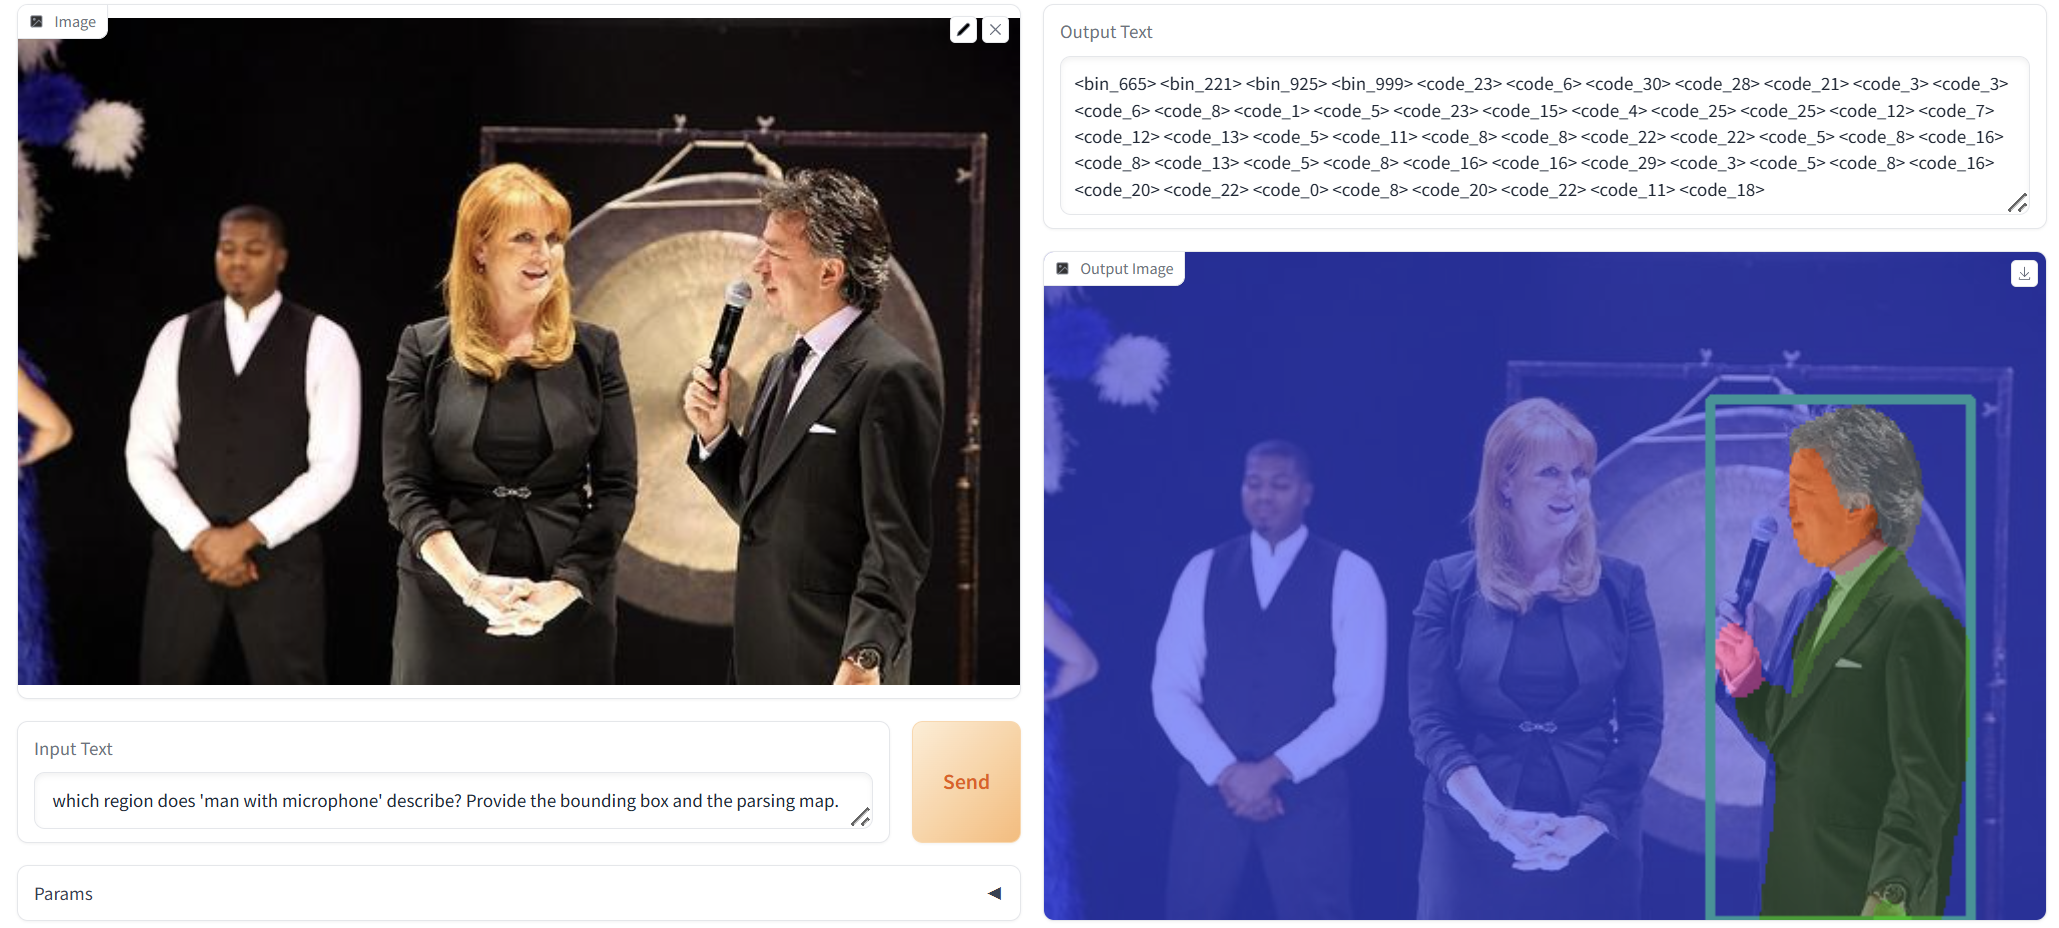 Image
Input Text
which region does 'man with microphone' describe? Provide the bounding box and the parsing map.
Send
Params
Output Text
<bin_665> <bin_221> <bin_925> <bin_999> <code_23> <code_6> <code_30> <code_28> <code_21> <code_3> <code_3>
<code_6> <code_8> <code_1> <code_5> <code_23> <code_15> <code_4> <code_25> <code_25> <code_12> <code_7>
<code_12> <code_13> <code_5> <code_11> <code_8> <code_8> <code_22> <code_22> <code_5> <code_8> <code_16>
<code_8> <code_13> <code_5> <code_8> <code_16> <code_16> <code_29> <code_3> <code_5> <code_8> <code_16>
<code_20> <code_22> <code_0> <code_8> <code_20> <code_22> <code_11> <code_18>
Output Image